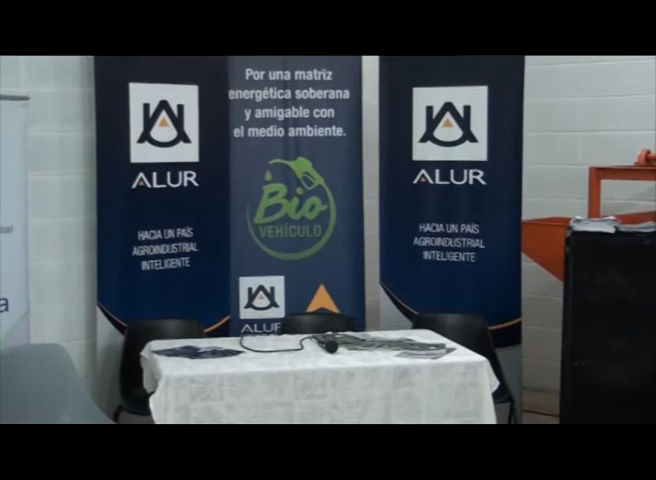 ALUR
HACIA UN PAÍS
AGROINDUSTRIAL
INTELIGENTE
Por una matriz
energética soberana
y amigable con
el medio ambiente.
Bio
VEHÍCULO
ALUR
ALUR
HACIA UN PAÍS
AGROINDUSTRIAL
INTELIGENTE